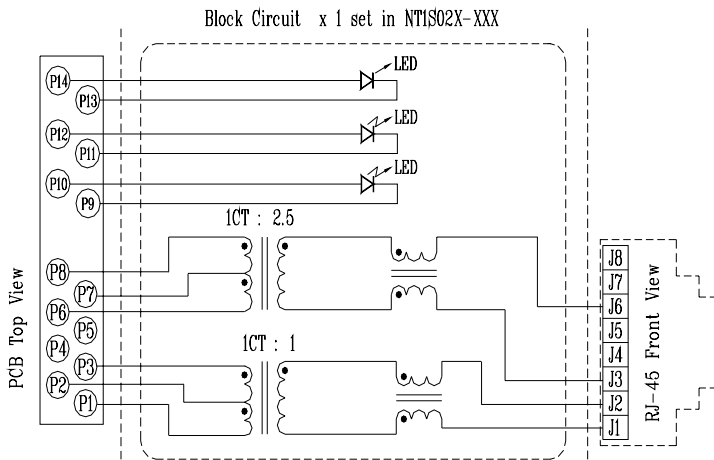 Block Circuit x 1 set in NT1S02X-XXX
P14
LED
P13
P12
LED
P11
P10
LED
P9
1CT : 2.5
P8
P7
P6
P5
P4
1CT : 1
P3
P2
P1
PCB Top View
J8
J7
J6
J5
J4
J3
J2
J1
RJ-45 Front View